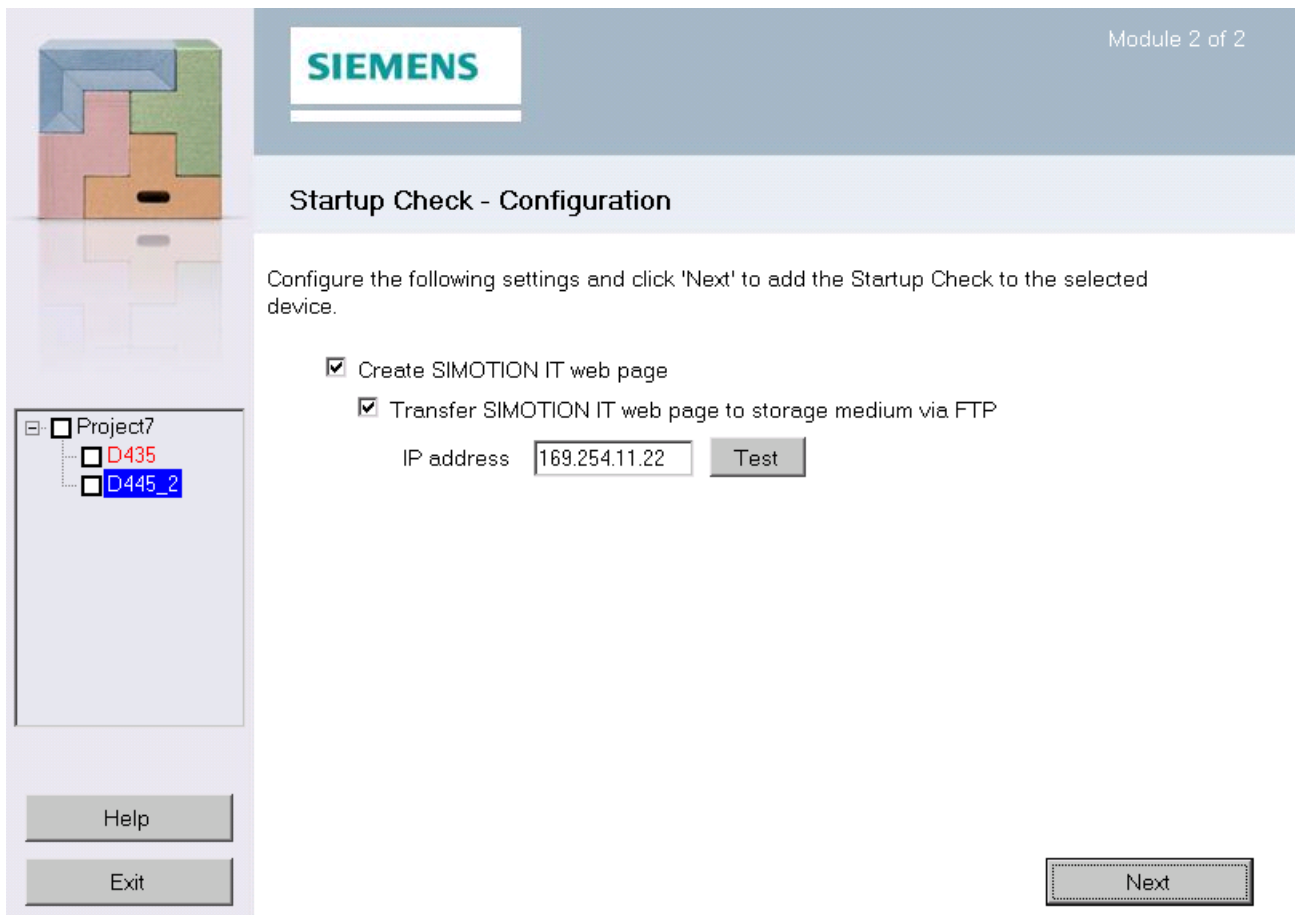 SIEMENS
Module 2 of 2
Startup Check - Configuration
Configure the following settings and click 'Next' to add the Startup Check to the selected
device.
Create SIMOTION IT web page
Transfer SIMOTION IT web page to storage medium via FTP
IP address 169.254.11.22 Test
Project7
D435
D445_2
Help
Exit
Next